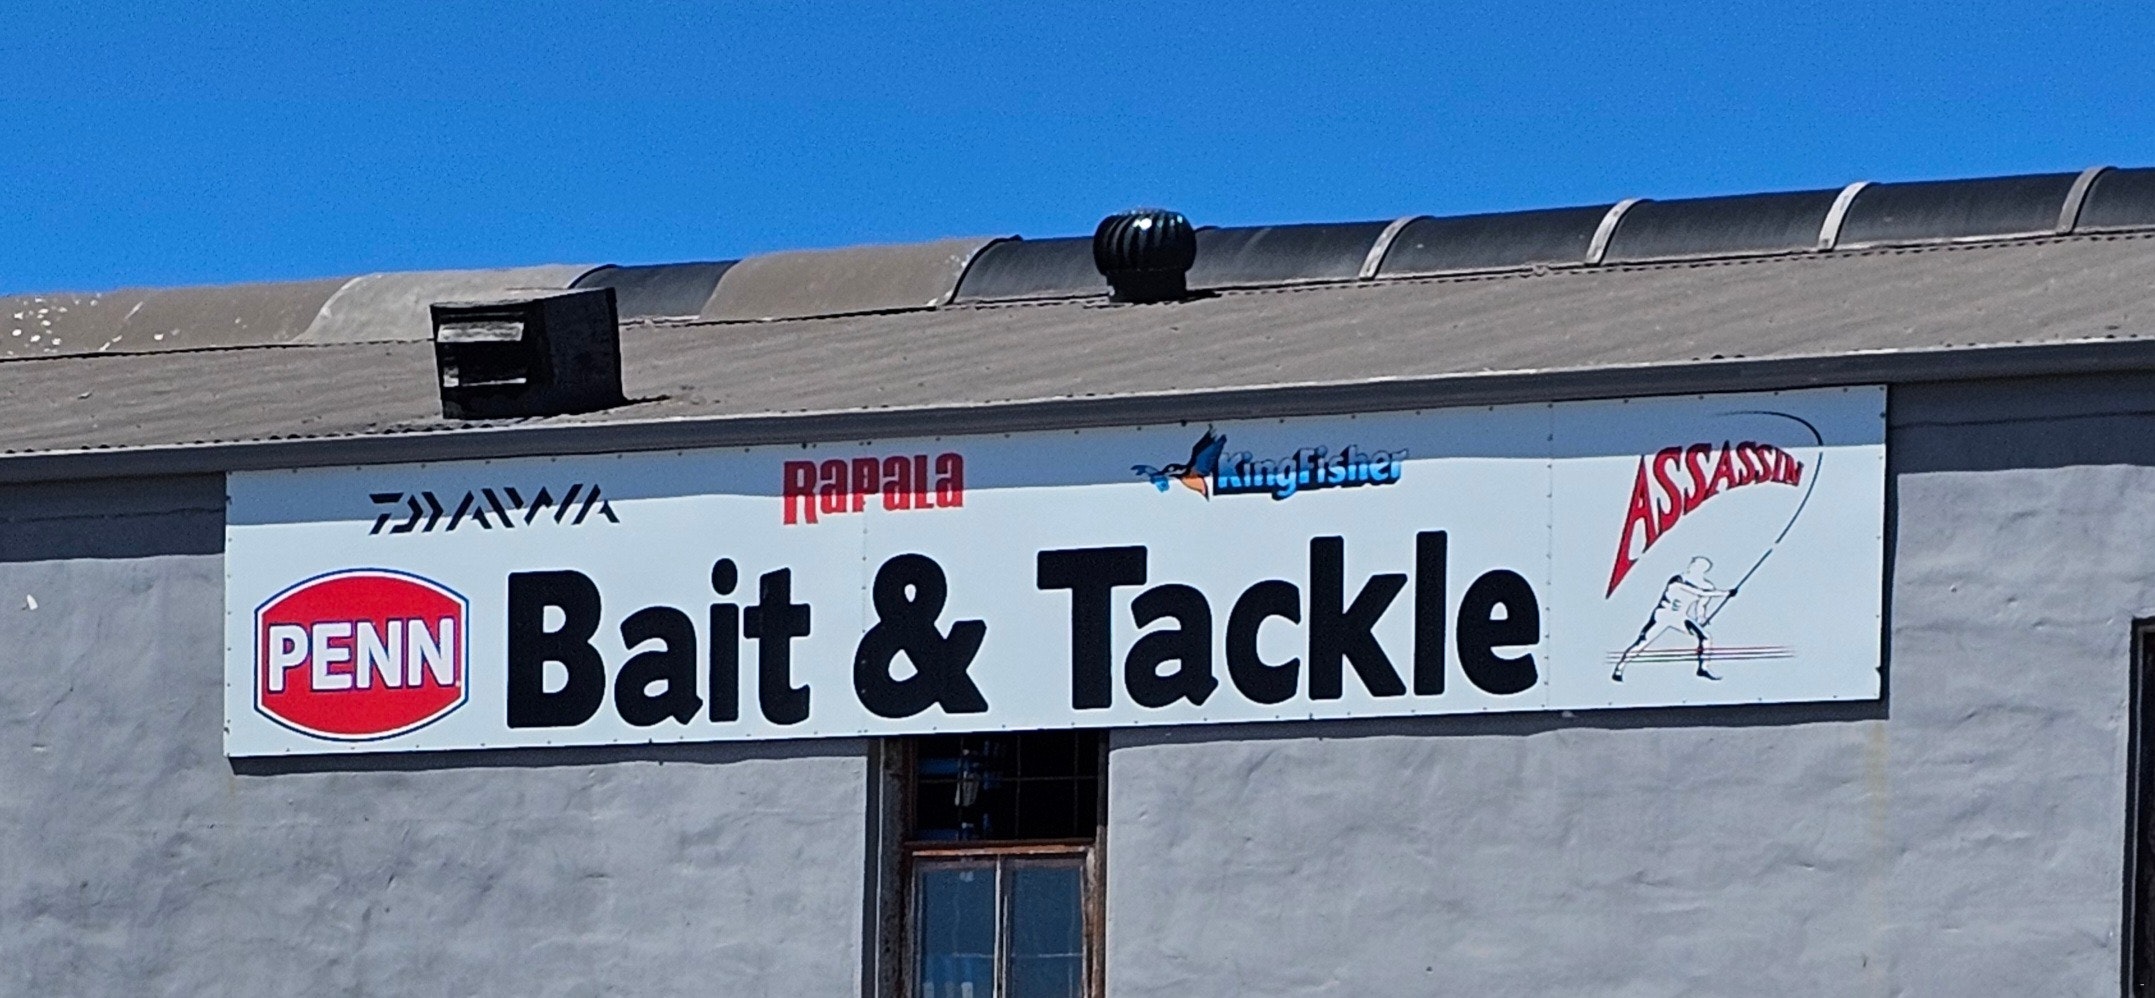 DAIWA
RAPALA
KingFisher
ASSASSIN
PENN
Bait & Tackle